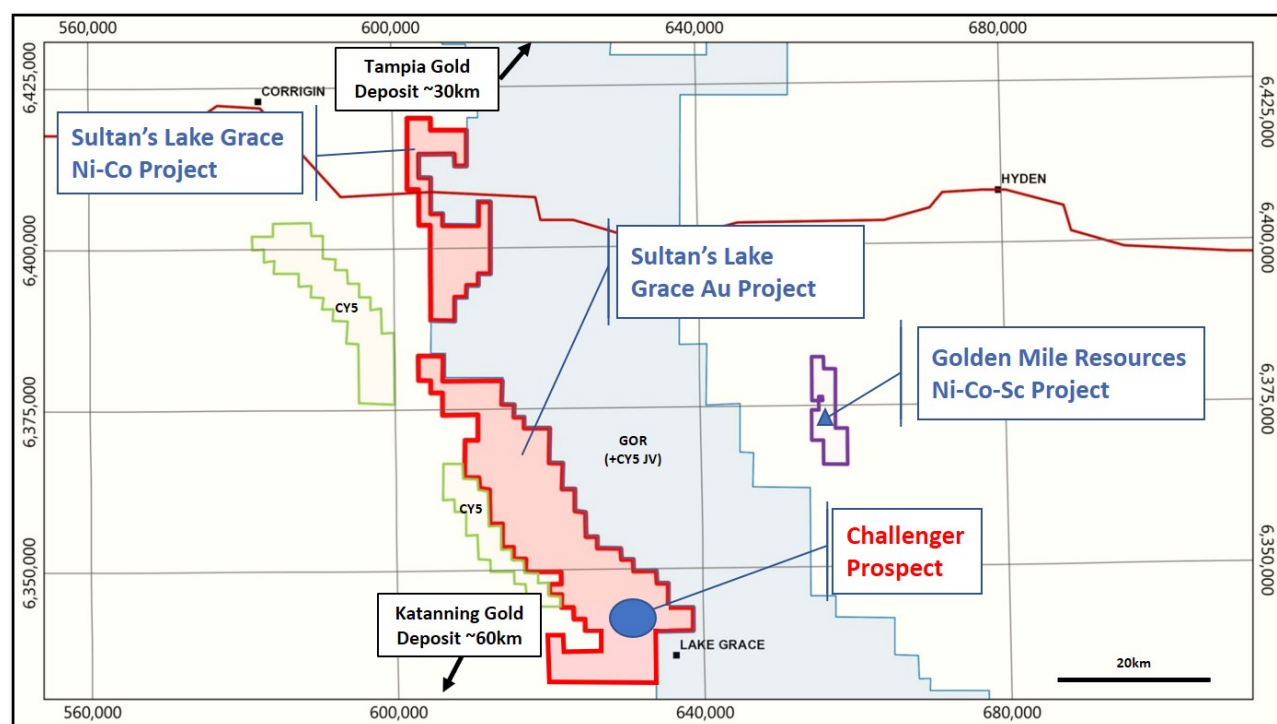 560,000
600,000
640,000
680,000
6,425,000
6,400,000
6,375,000
6,350,000
6,425,000
6,400,000
6,375,000
6,350,000
Tampia Gold
Deposit ~30km
CORRIGIN
Sultan's Lake Grace
Ni-Co Project
HYDEN
Sultan's Lake
Grace Au Project
CY5
Golden Mile Resources
Ni-Co-Sc Project
GOR
(+CY5 JV)
CY5
Challenger
Prospect
Katanning Gold
Deposit ~60km
LAKE GRACE
20km
560,000
600,000
640,000
680,000